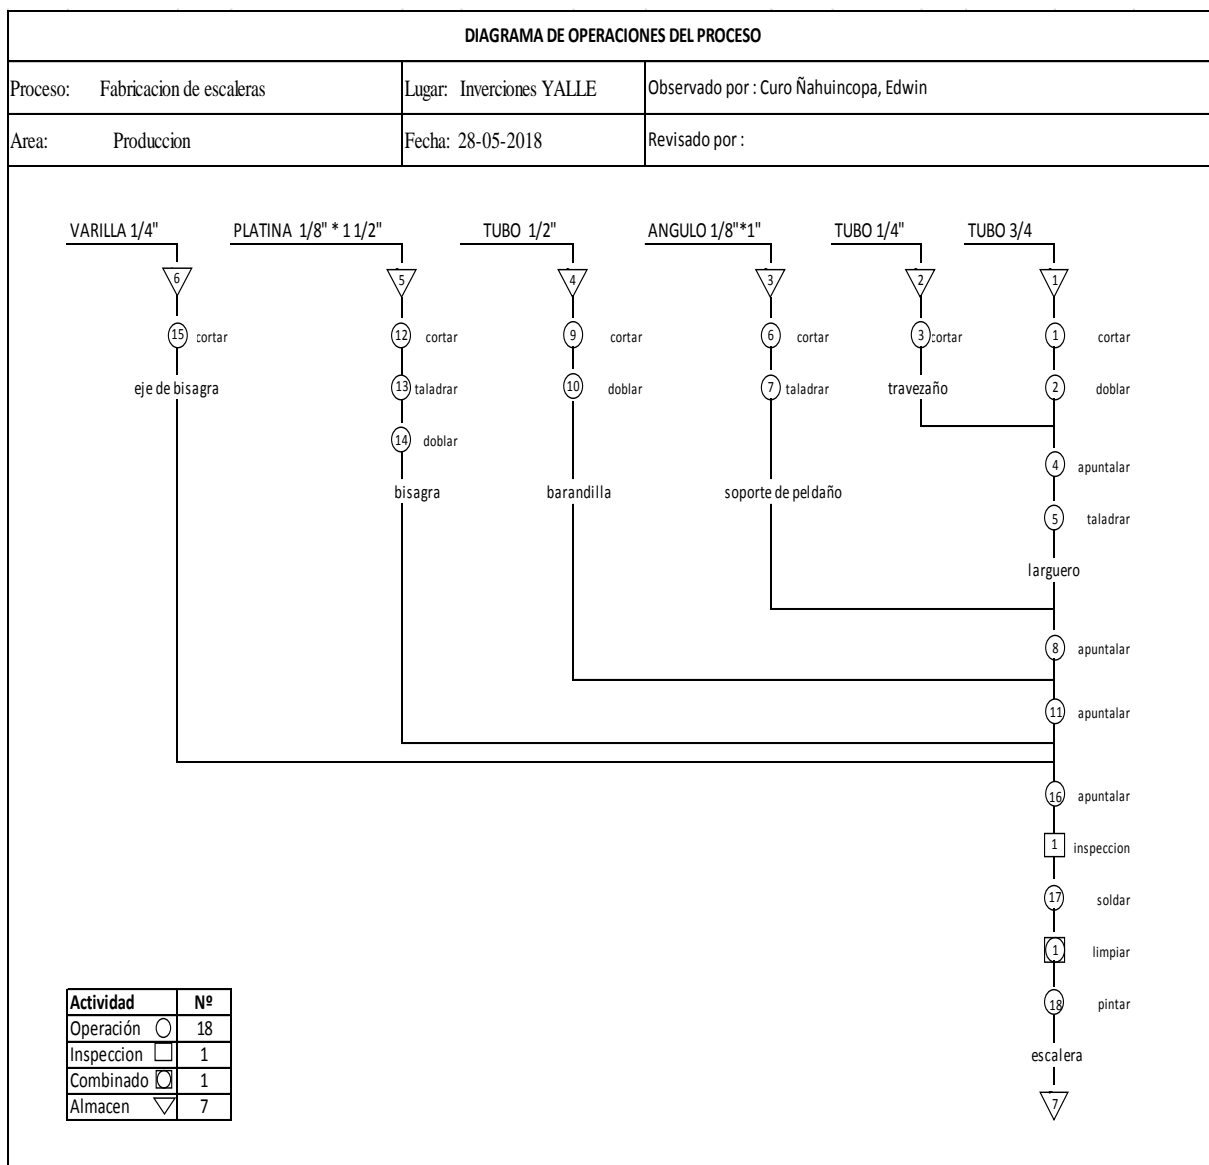 DIAGRAMA DE OPERACIONES DEL PROCESO
Proceso: Fabricacion de escaleras Lugar: Inverciones YALLE Observado por : Curo Ñahuincopa, Edwin
Area: Produccion Fecha: 28-05-2018 Revisado por :
VARILLA 1/4" PLATINA 1/8" * 1 1/2" TUBO 1/2" ANGULO 1/8"*1" TUBO 1/4" TUBO 3/4
6 5 4 3 2 1
15 cortar 12 cortar 9 cortar 6 cortar 3 cortar 1 cortar
eje de bisagra 13 taladrar 10 doblar 7 taladrar travezaño 2 doblar
14 doblar
4 apuntalar
bisagra barandilla soporte de peldaño
5 taladrar
larguero
8 apuntalar
11 apuntalar
16 apuntalar
1 inspeccion
17 soldar
1 limpiar
18 pintar
escalera
7
Actividad Nº
Operación 18
Inspeccion 1
Combinado 1
Almacen 7